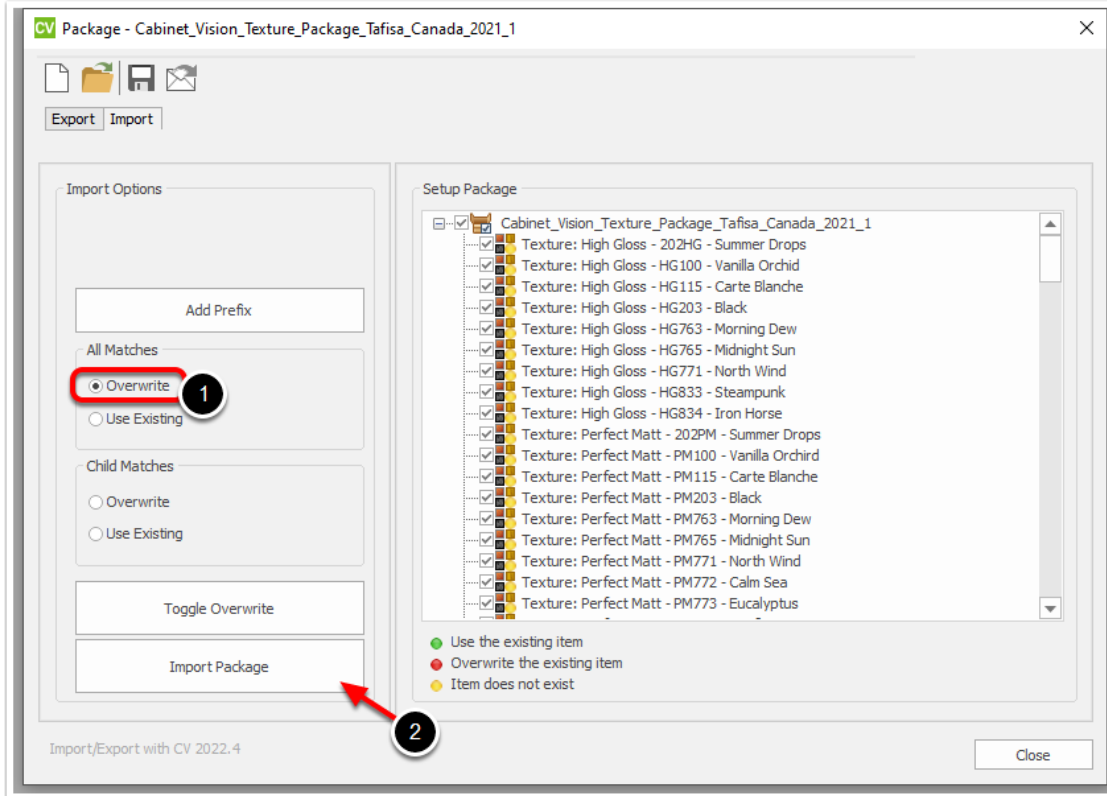 CV Package - Cabinet_Vision_Texture_Package_Tafisa_Canada_2021_1
Export Import
Import Options
Add Prefix
All Matches
Overwrite
1
Use Existing
Child Matches
Overwrite
Use Existing
Toggle Overwrite
Import Package
2
Setup Package
Cabinet_Vision_Texture_Package_Tafisa_Canada_2021_1
Texture: High Gloss - 202HG - Summer Drops
Texture: High Gloss - HG100 - Vanilla Orchid
Texture: High Gloss - HG115 - Carte Blanche
Texture: High Gloss - HG203 - Black
Texture: High Gloss - HG763 - Morning Dew
Texture: High Gloss - HG765 - Midnight Sun
Texture: High Gloss - HG771 - North Wind
Texture: High Gloss - HG833 - Steampunk
Texture: High Gloss - HG834 - Iron Horse
Texture: Perfect Matt - 202PM - Summer Drops
Texture: Perfect Matt - PM100 - Vanilla Orchird
Texture: Perfect Matt - PM115 - Carte Blanche
Texture: Perfect Matt - PM203 - Black
Texture: Perfect Matt - PM763 - Morning Dew
Texture: Perfect Matt - PM765 - Midnight Sun
Texture: Perfect Matt - PM771 - North Wind
Texture: Perfect Matt - PM772 - Calm Sea
Texture: Perfect Matt - PM773 - Eucalyptus
Use the existing item
Overwrite the existing item
Item does not exist
Import/Export with CV 2022.4
Close